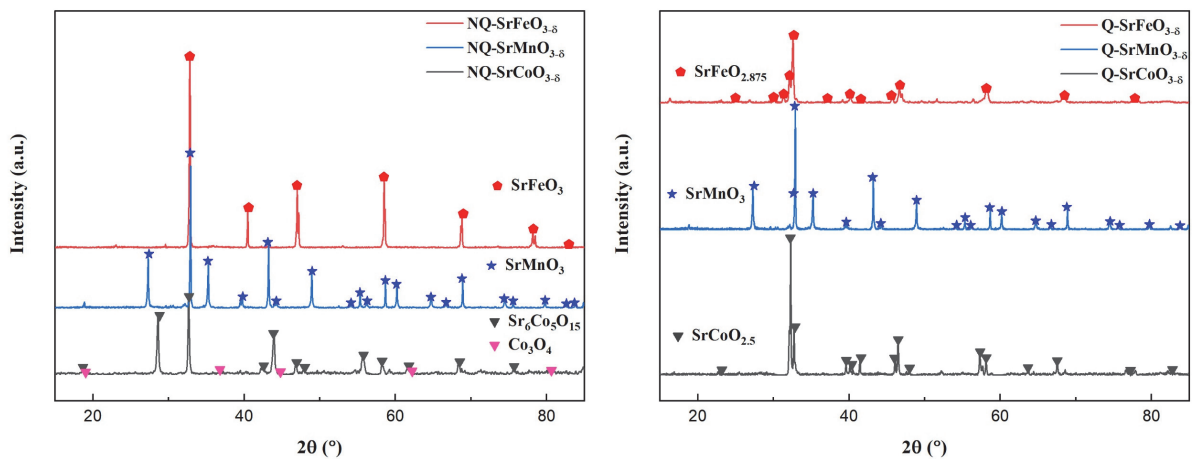 NQ-SrFeO₃₋δ
NQ-SrMnO₃₋δ
NQ-SrCoO₃₋δ
SrFeO₃
SrMnO₃
Sr₆Co₅O₁₅
Co₃O₄
Intensity (a.u.)
20 40 60 80
2θ (°)
Q-SrFeO₃₋δ
Q-SrMnO₃₋δ
Q-SrCoO₃₋δ
SrFeO₂.₈₇₅
SrMnO₃
SrCoO₂.₅
Intensity (a.u.)
20 40 60 80
2θ (°)